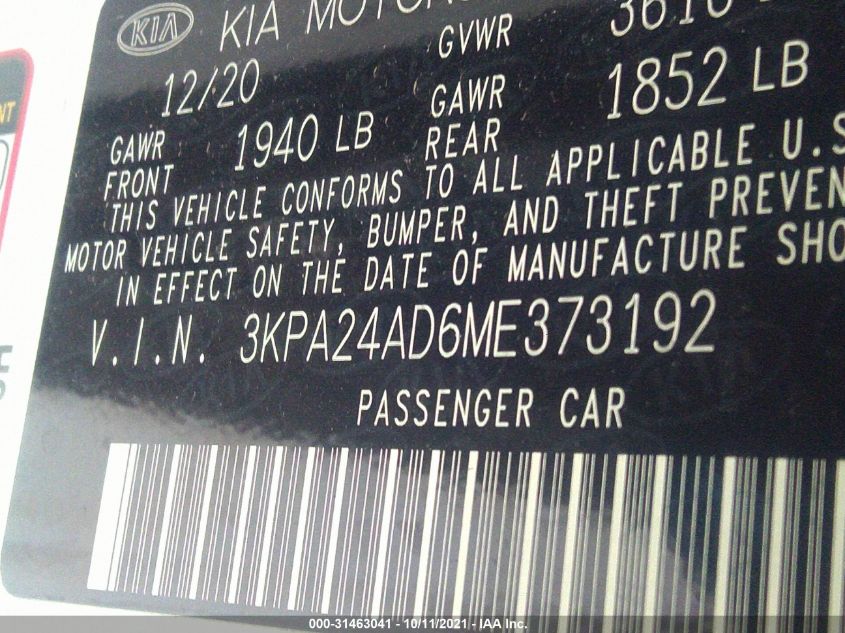 KIA KIA MOTORS
12/20 GVWR
GAWR FRONT 1940 LB GAWR REAR 1852 LB
THIS VEHICLE CONFORMS TO ALL APPLICABLE U.S
MOTOR VEHICLE SAFETY, BUMPER, AND THEFT PREVEN
IN EFFECT ON THE DATE OF MANUFACTURE SHO
V.I.N. 3KPA24AD6ME373192
PASSENGER CAR
000-31463041 - 10/11/2021 - IAA Inc.